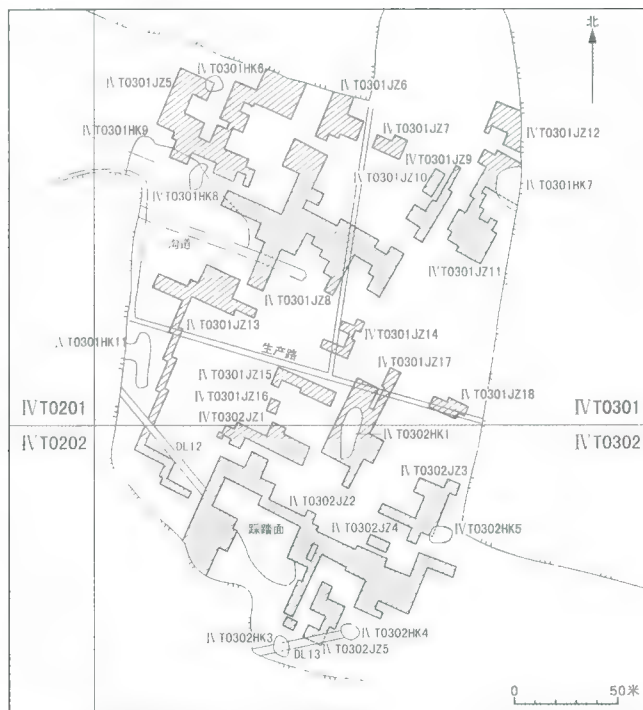 北
ⅣT0301HK6
ⅣT0301JZ5
ⅣT0301JZ6
ⅣT0301HK9
ⅣT0301JZ7
ⅣT0301JZ12
ⅣT0301JZ9
ⅣT0301JZ10
ⅣT0301HK7
ⅣT0301HK8
沟道
ⅣT0301JZ11
ⅣT0301JZ8
ⅣT0301JZ13
ⅣT0301JZ14
ⅣT0301HK11
生产路
ⅣT0301JZ17
ⅣT0301JZ15
ⅣT0301JZ16
ⅣT0301JZ18
ⅣT0201
ⅣT0302JZ1
ⅣT0301
ⅣT0202
ⅣT0302HK1
ⅣT0302
DL12
ⅣT0302JZ3
ⅣT0302JZ2
踩踏面
ⅣT0302JZ4
ⅣT0302HK5
ⅣT0302HK3
ⅣT0302HK4
DL13
ⅣT0302JZ5
0 50米